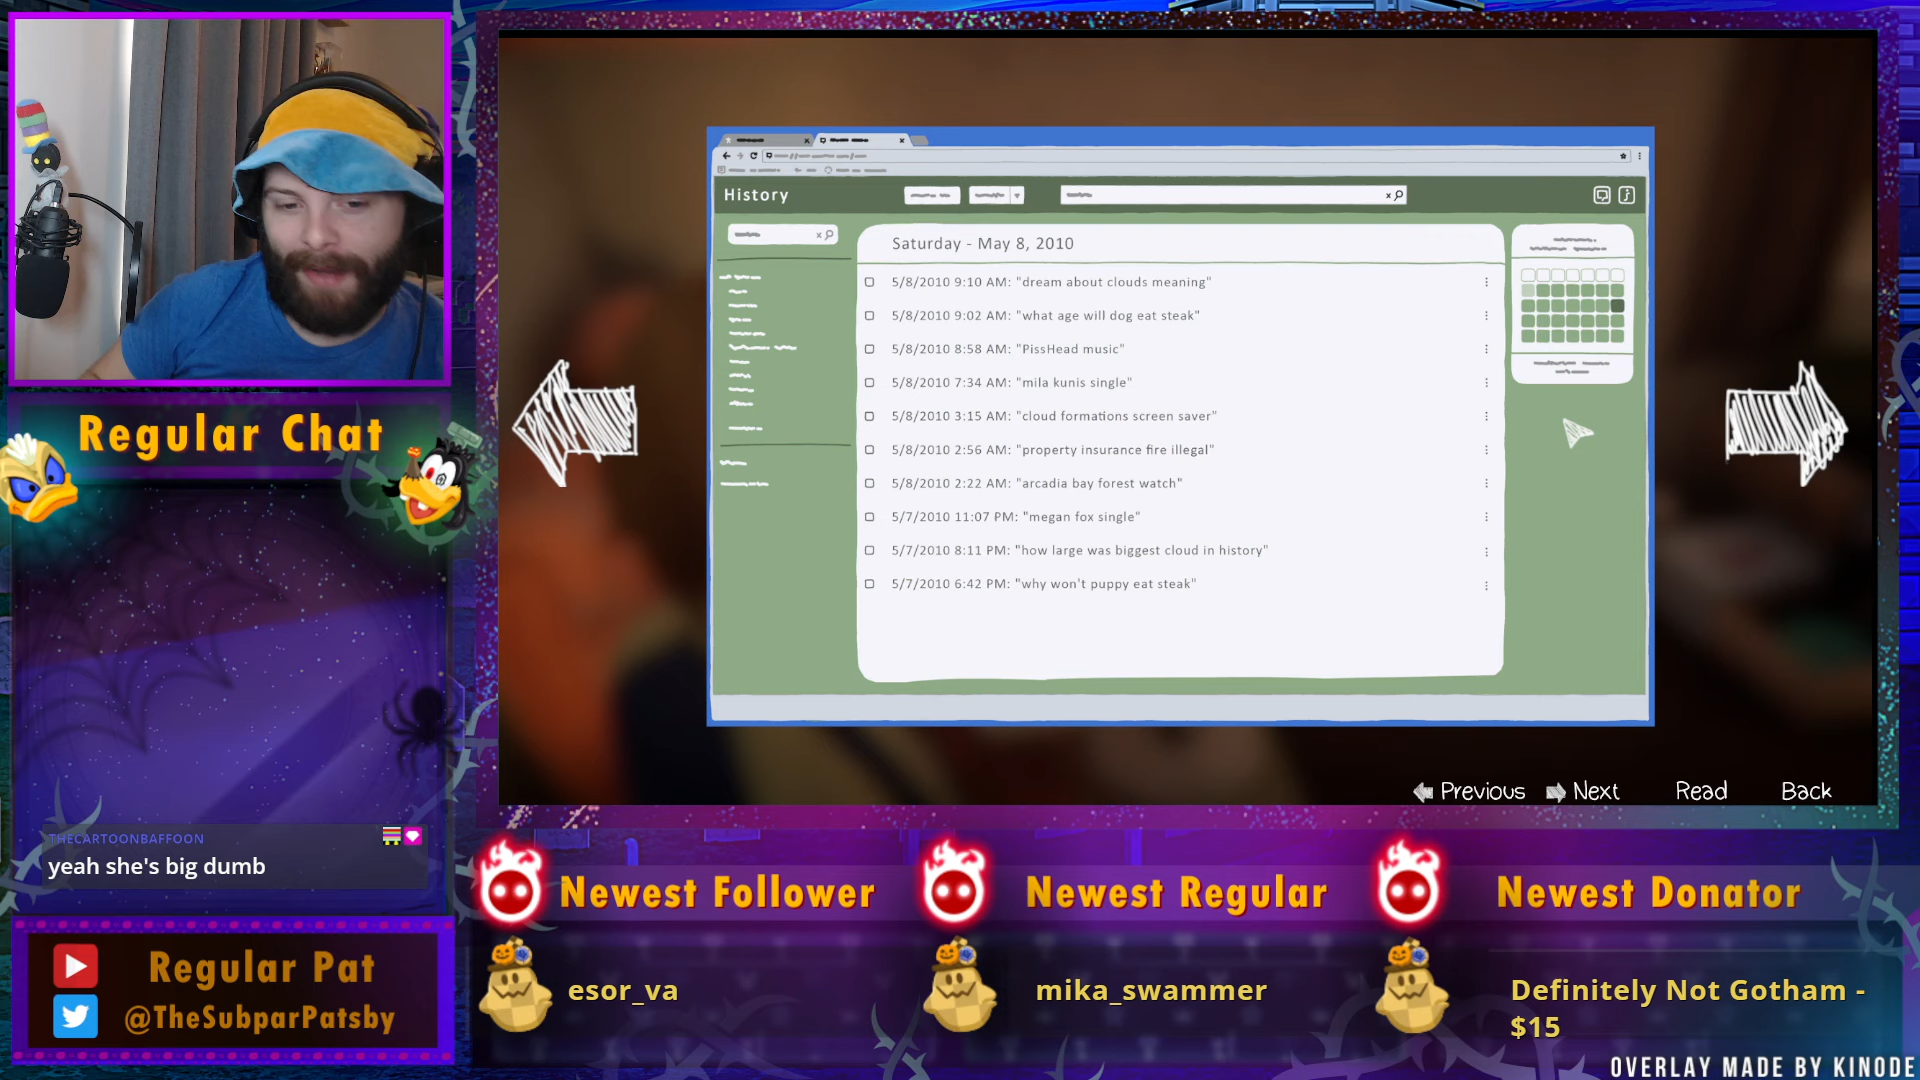 History
Saturday - May 8, 2010
5/8/2010 9:10 AM: "dream about clouds meaning"
5/8/2010 9:02 AM: "what age will dog eat steak"
5/8/2010 8:58 AM: "PissHead music"
5/8/2010 7:34 AM: "mila kunis single"
5/8/2010 3:15 AM: "cloud formations screen saver"
5/8/2010 2:56 AM: "property insurance fire illegal"
5/8/2010 2:22 AM: "arcadia bay forest watch"
5/7/2010 11:07 PM: "megan fox single"
5/7/2010 8:11 PM: "how large was biggest cloud in history"
5/7/2010 6:42 PM: "why won't puppy eat steak"
Previous
Next
Read
Back
Regular Chat
THECARTOONBAFFOON
yeah she's big dumb
Regular Pat
@TheSubparPatsby
Newest Follower
esor_va
Newest Regular
mika_swammer
Newest Donator
Definitely Not Gotham -
$15
OVERLAY MADE BY KINODE